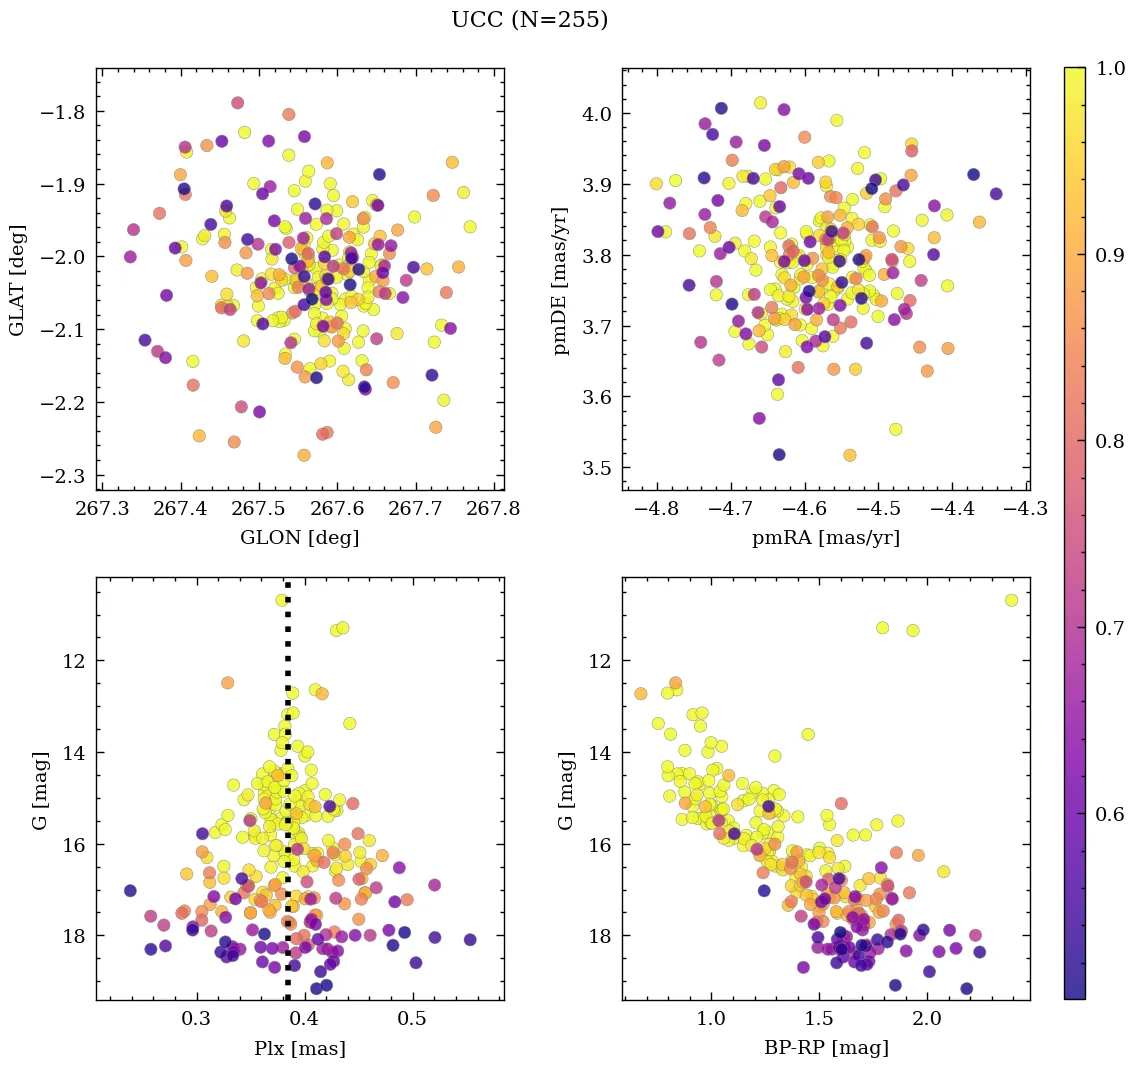 UCC (N=255)
−1.8
−1.9
−2.0
−2.1
−2.2
−2.3
GLAT [deg]
267.3 267.4 267.5 267.6 267.7 267.8
GLON [deg]
4.0
3.9
3.8
3.7
3.6
3.5
pmDE [mas/yr]
−4.8 −4.7 −4.6 −4.5 −4.4 −4.3
pmRA [mas/yr]
12
14
16
18
G [mag]
0.3 0.4 0.5
Plx [mas]
12
14
16
18
G [mag]
1.0 1.5 2.0
BP-RP [mag]
1.0
0.9
0.8
0.7
0.6